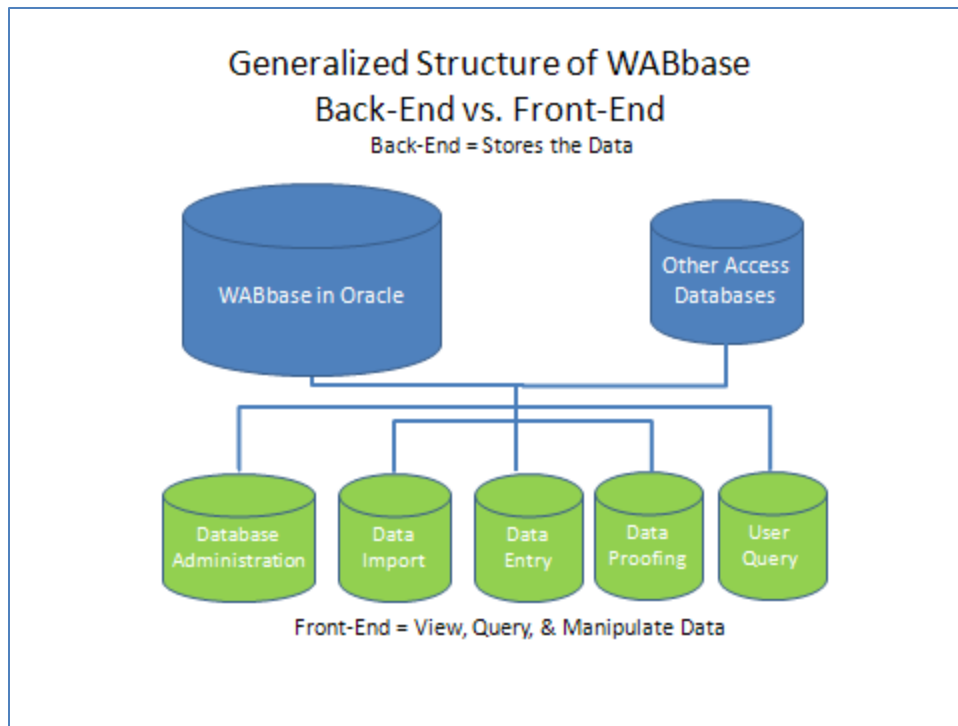 Generalized Structure of WABbase
Back-End vs. Front-End
Back-End = Stores the Data
WABbase in Oracle
Other Access
Databases
Database
Administration
Data
Import
Data
Entry
Data
Proofing
User
Query
Front-End = View, Query, & Manipulate Data